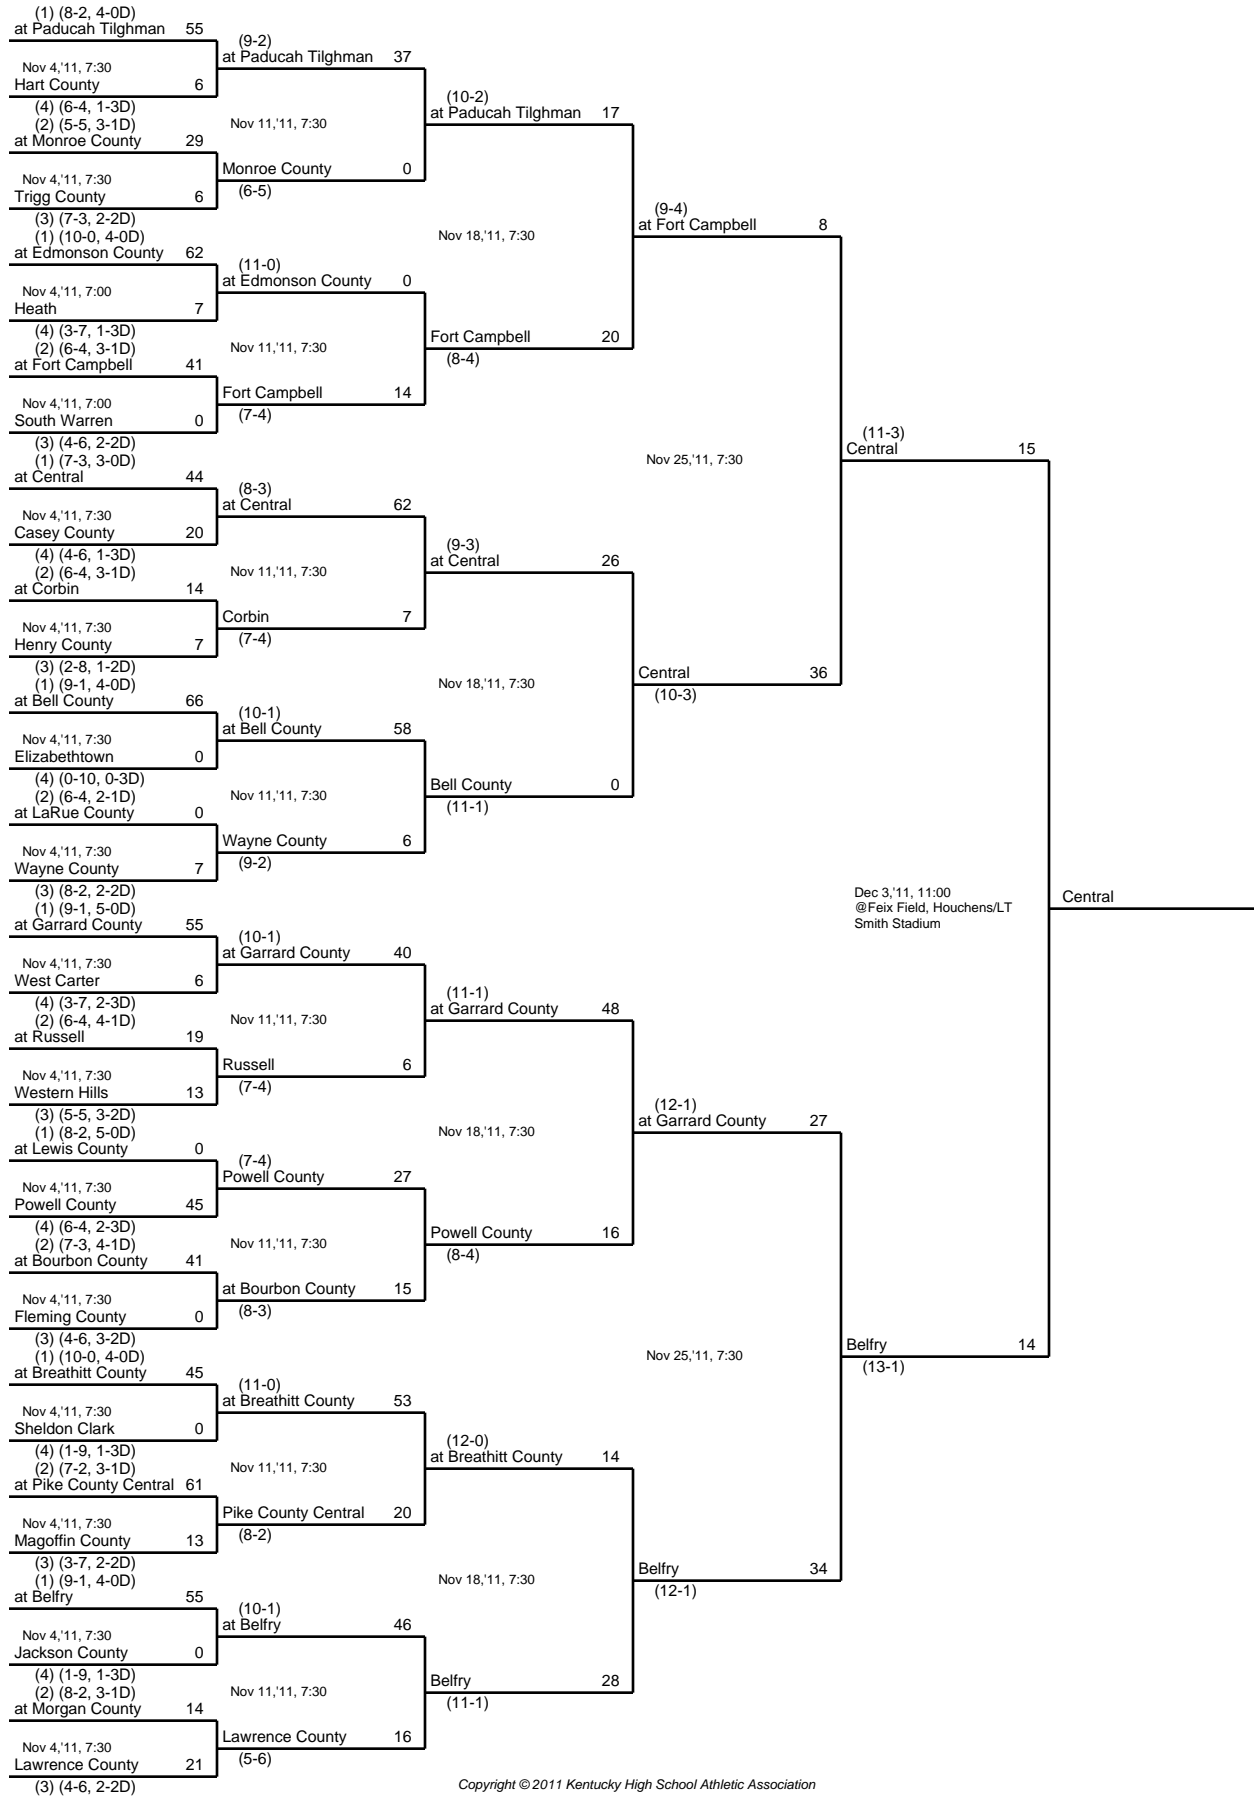 (1) (8-2, 4-0D)
at Paducah Tilghman 55
Nov 4,'11, 7:30
Hart County 6
(4) (6-4, 1-3D)
(2) (5-5, 3-1D)
at Monroe County 29
Nov 4,'11, 7:30
Trigg County 6
(3) (7-3, 2-2D)
(1) (10-0, 4-0D)
at Edmonson County 62
Nov 4,'11, 7:00
Heath 7
(4) (3-7, 1-3D)
(2) (6-4, 3-1D)
at Fort Campbell 41
Nov 4,'11, 7:00
South Warren 0
(3) (4-6, 2-2D)
(1) (7-3, 3-0D)
at Central 44
Nov 4,'11, 7:30
Casey County 20
(4) (4-6, 1-3D)
(2) (6-4, 3-1D)
at Corbin 14
Nov 4,'11, 7:30
Henry County 7
(3) (2-8, 1-2D)
(1) (9-1, 4-0D)
at Bell County 66
Nov 4,'11, 7:30
Elizabethtown 0
(4) (0-10, 0-3D)
(2) (6-4, 2-1D)
at LaRue County 0
Nov 4,'11, 7:30
Wayne County 7
(3) (8-2, 2-2D)
(1) (9-1, 5-0D)
at Garrard County 55
Nov 4,'11, 7:30
West Carter 6
(4) (3-7, 2-3D)
(2) (6-4, 4-1D)
at Russell 19
Nov 4,'11, 7:30
Western Hills 13
(3) (5-5, 3-2D)
(1) (8-2, 5-0D)
at Lewis County 0
Nov 4,'11, 7:30
Powell County 45
(4) (6-4, 2-3D)
(2) (7-3, 4-1D)
at Bourbon County 41
Nov 4,'11, 7:30
Fleming County 0
(3) (4-6, 3-2D)
(1) (10-0, 4-0D)
at Breathitt County 45
Nov 4,'11, 7:30
Sheldon Clark 0
(4) (1-9, 1-3D)
(2) (7-2, 3-1D)
at Pike County Central 61
Nov 4,'11, 7:30
Magoffin County 13
(3) (3-7, 2-2D)
(1) (9-1, 4-0D)
at Belfry 55
Nov 4,'11, 7:30
Jackson County 0
(4) (1-9, 1-3D)
(2) (8-2, 3-1D)
at Morgan County 14
Nov 4,'11, 7:30
Lawrence County 21
(3) (4-6, 2-2D)
(9-2)
at Paducah Tilghman 37
Nov 11,'11, 7:30
Monroe County 0
(6-5)
(11-0)
at Edmonson County 0
Nov 11,'11, 7:30
Fort Campbell 14
(7-4)
(8-3)
at Central 62
Nov 11,'11, 7:30
Corbin 7
(7-4)
(10-1)
at Bell County 58
Nov 11,'11, 7:30
Wayne County 6
(9-2)
(10-1)
at Garrard County 40
Nov 11,'11, 7:30
Russell 6
(7-4)
(7-4)
Powell County 27
Nov 11,'11, 7:30
at Bourbon County 15
(8-3)
(11-0)
at Breathitt County 53
Nov 11,'11, 7:30
Pike County Central 20
(8-2)
(10-1)
at Belfry 46
Nov 11,'11, 7:30
Lawrence County 16
(5-6)
(10-2)
at Paducah Tilghman 17
Nov 18,'11, 7:30
Fort Campbell 20
(8-4)
(9-3)
at Central 26
Nov 18,'11, 7:30
Bell County 0
(11-1)
(11-1)
at Garrard County 48
Nov 18,'11, 7:30
Powell County 16
(8-4)
(12-0)
at Breathitt County 14
Nov 18,'11, 7:30
Belfry 28
(11-1)
(9-4)
at Fort Campbell 8
Nov 25,'11, 7:30
Central 36
(10-3)
(12-1)
at Garrard County 27
Nov 25,'11, 7:30
Belfry 34
(12-1)
(11-3)
Central 15
Dec 3,'11, 11:00
@Feix Field, Houchens/LT
Smith Stadium
Belfry 14
(13-1)
Central
Copyright © 2011 Kentucky High School Athletic Association